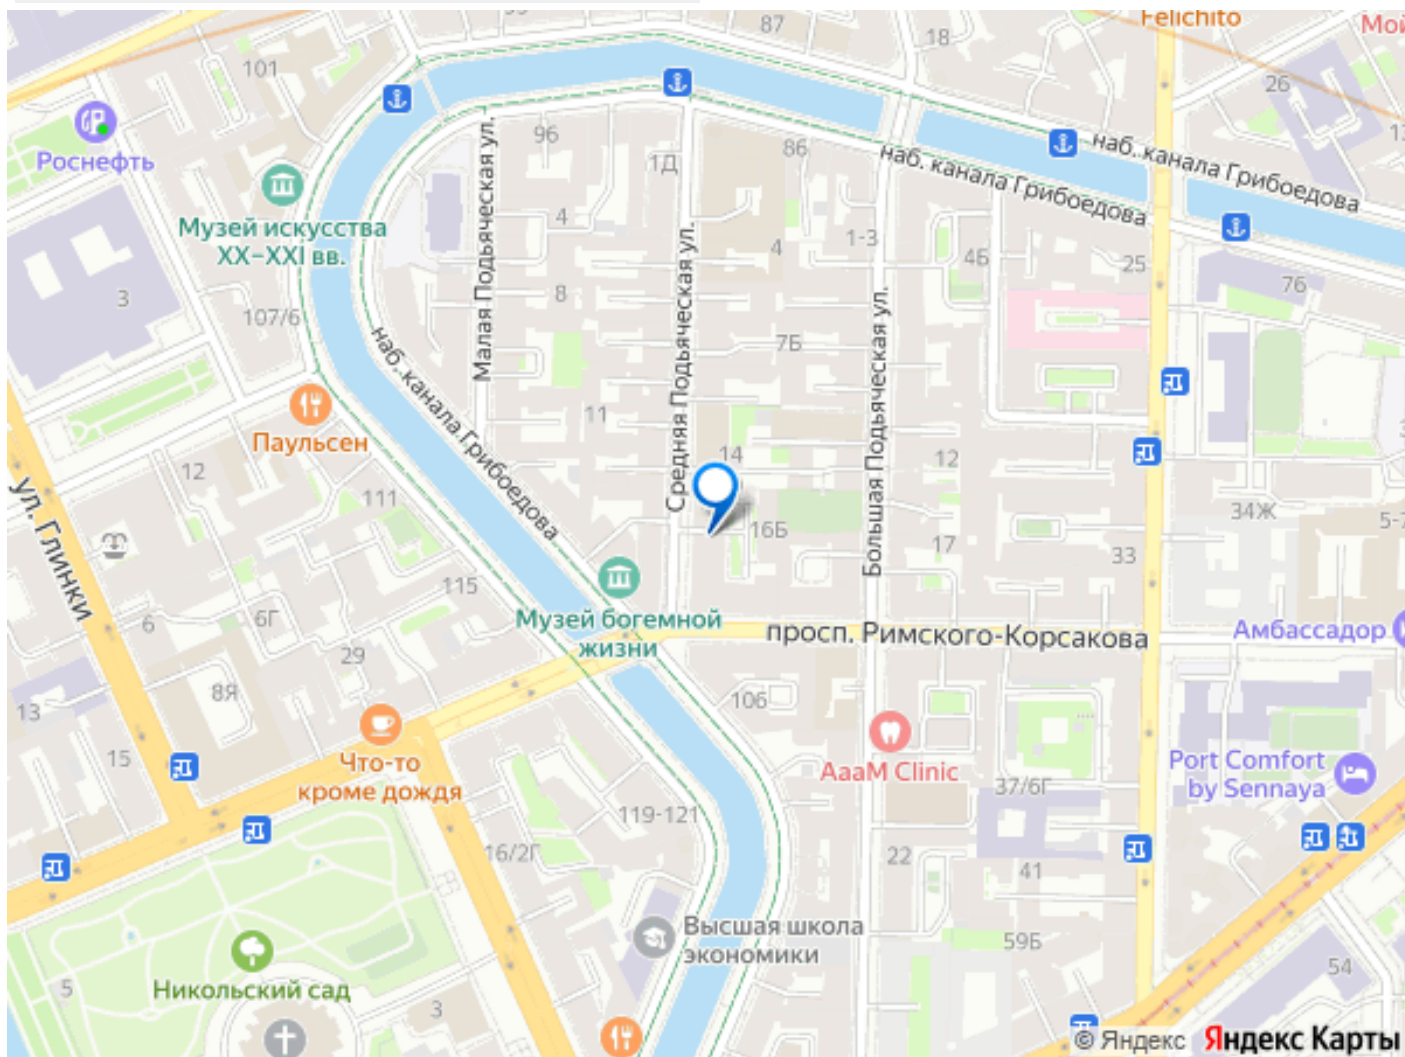 87
Felichito
Мой
18
101
26
Роснефть
96
1Д
86
наб. канала Грибоедова
наб. канала Грибоедова
Малая Подьяческая ул.
Музей искусства
XX–XXI вв.
4
4
1-3
4Б
25
76
3
107/6
8
7Б
Средняя Подьяческая ул.
Большая Подьяческая ул.
наб. канала Грибоедова
Паульсен
11
14
12
12
111
ул. Глинки
16Б
34Ж
5-7
17
33
115
6Г
6
Музей богемной
жизни
просп. Римского-Корсакова
Амбассадор
29
8Я
106
13
15
Что-то
кроме дождя
AaaM Clinic
Port Comfort
by Sennaya
37/6Г
119-121
16/2Г
22
41
Высшая школа
экономики
59Б
54
5
Никольский сад
3
© Яндекс Яндекс Карты